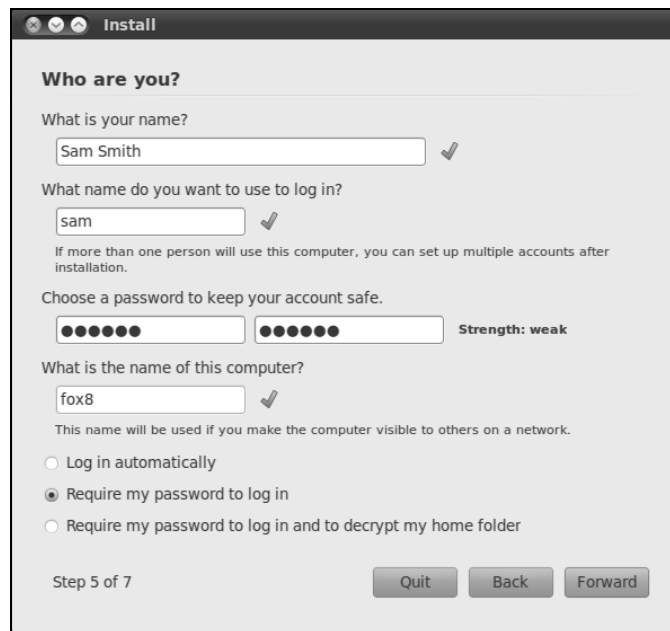 Install
Who are you?
What is your name?
Sam Smith
What name do you want to use to log in?
sam
If more than one person will use this computer, you can set up multiple accounts after
installation.
Choose a password to keep your account safe.
●●●●●● ●●●●●● Strength: weak
What is the name of this computer?
fox8
This name will be used if you make the computer visible to others on a network.
Log in automatically
Require my password to log in
Require my password to log in and to decrypt my home folder
Step 5 of 7 Quit Back Forward